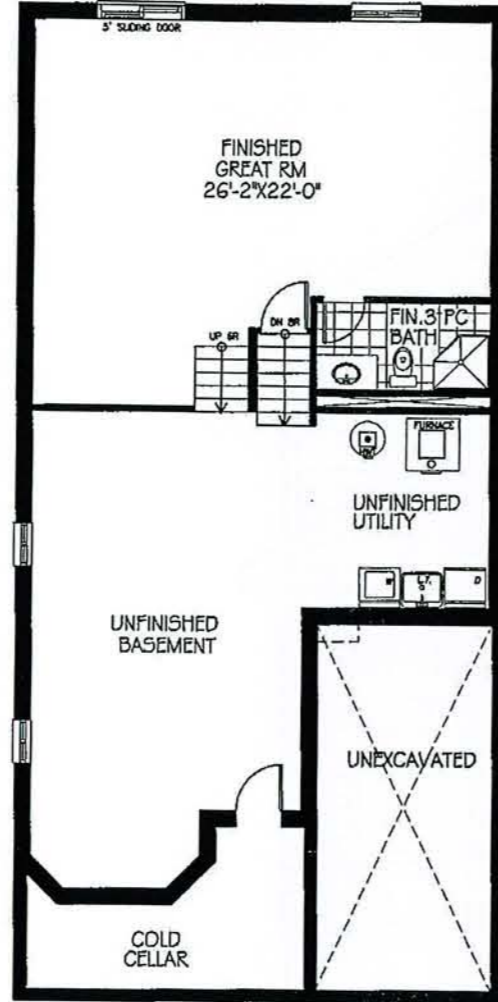 5' SLIDING DOOR
FINISHED
GREAT RM
26'-2"X22'-0"
UP 6R
DN 8R
FIN. 3 PC
BATH
FURNACE
UNFINISHED
UTILITY
W
L.T.
D
UNFINISHED
BASEMENT
UNEXCAVATED
COLD
CELLAR